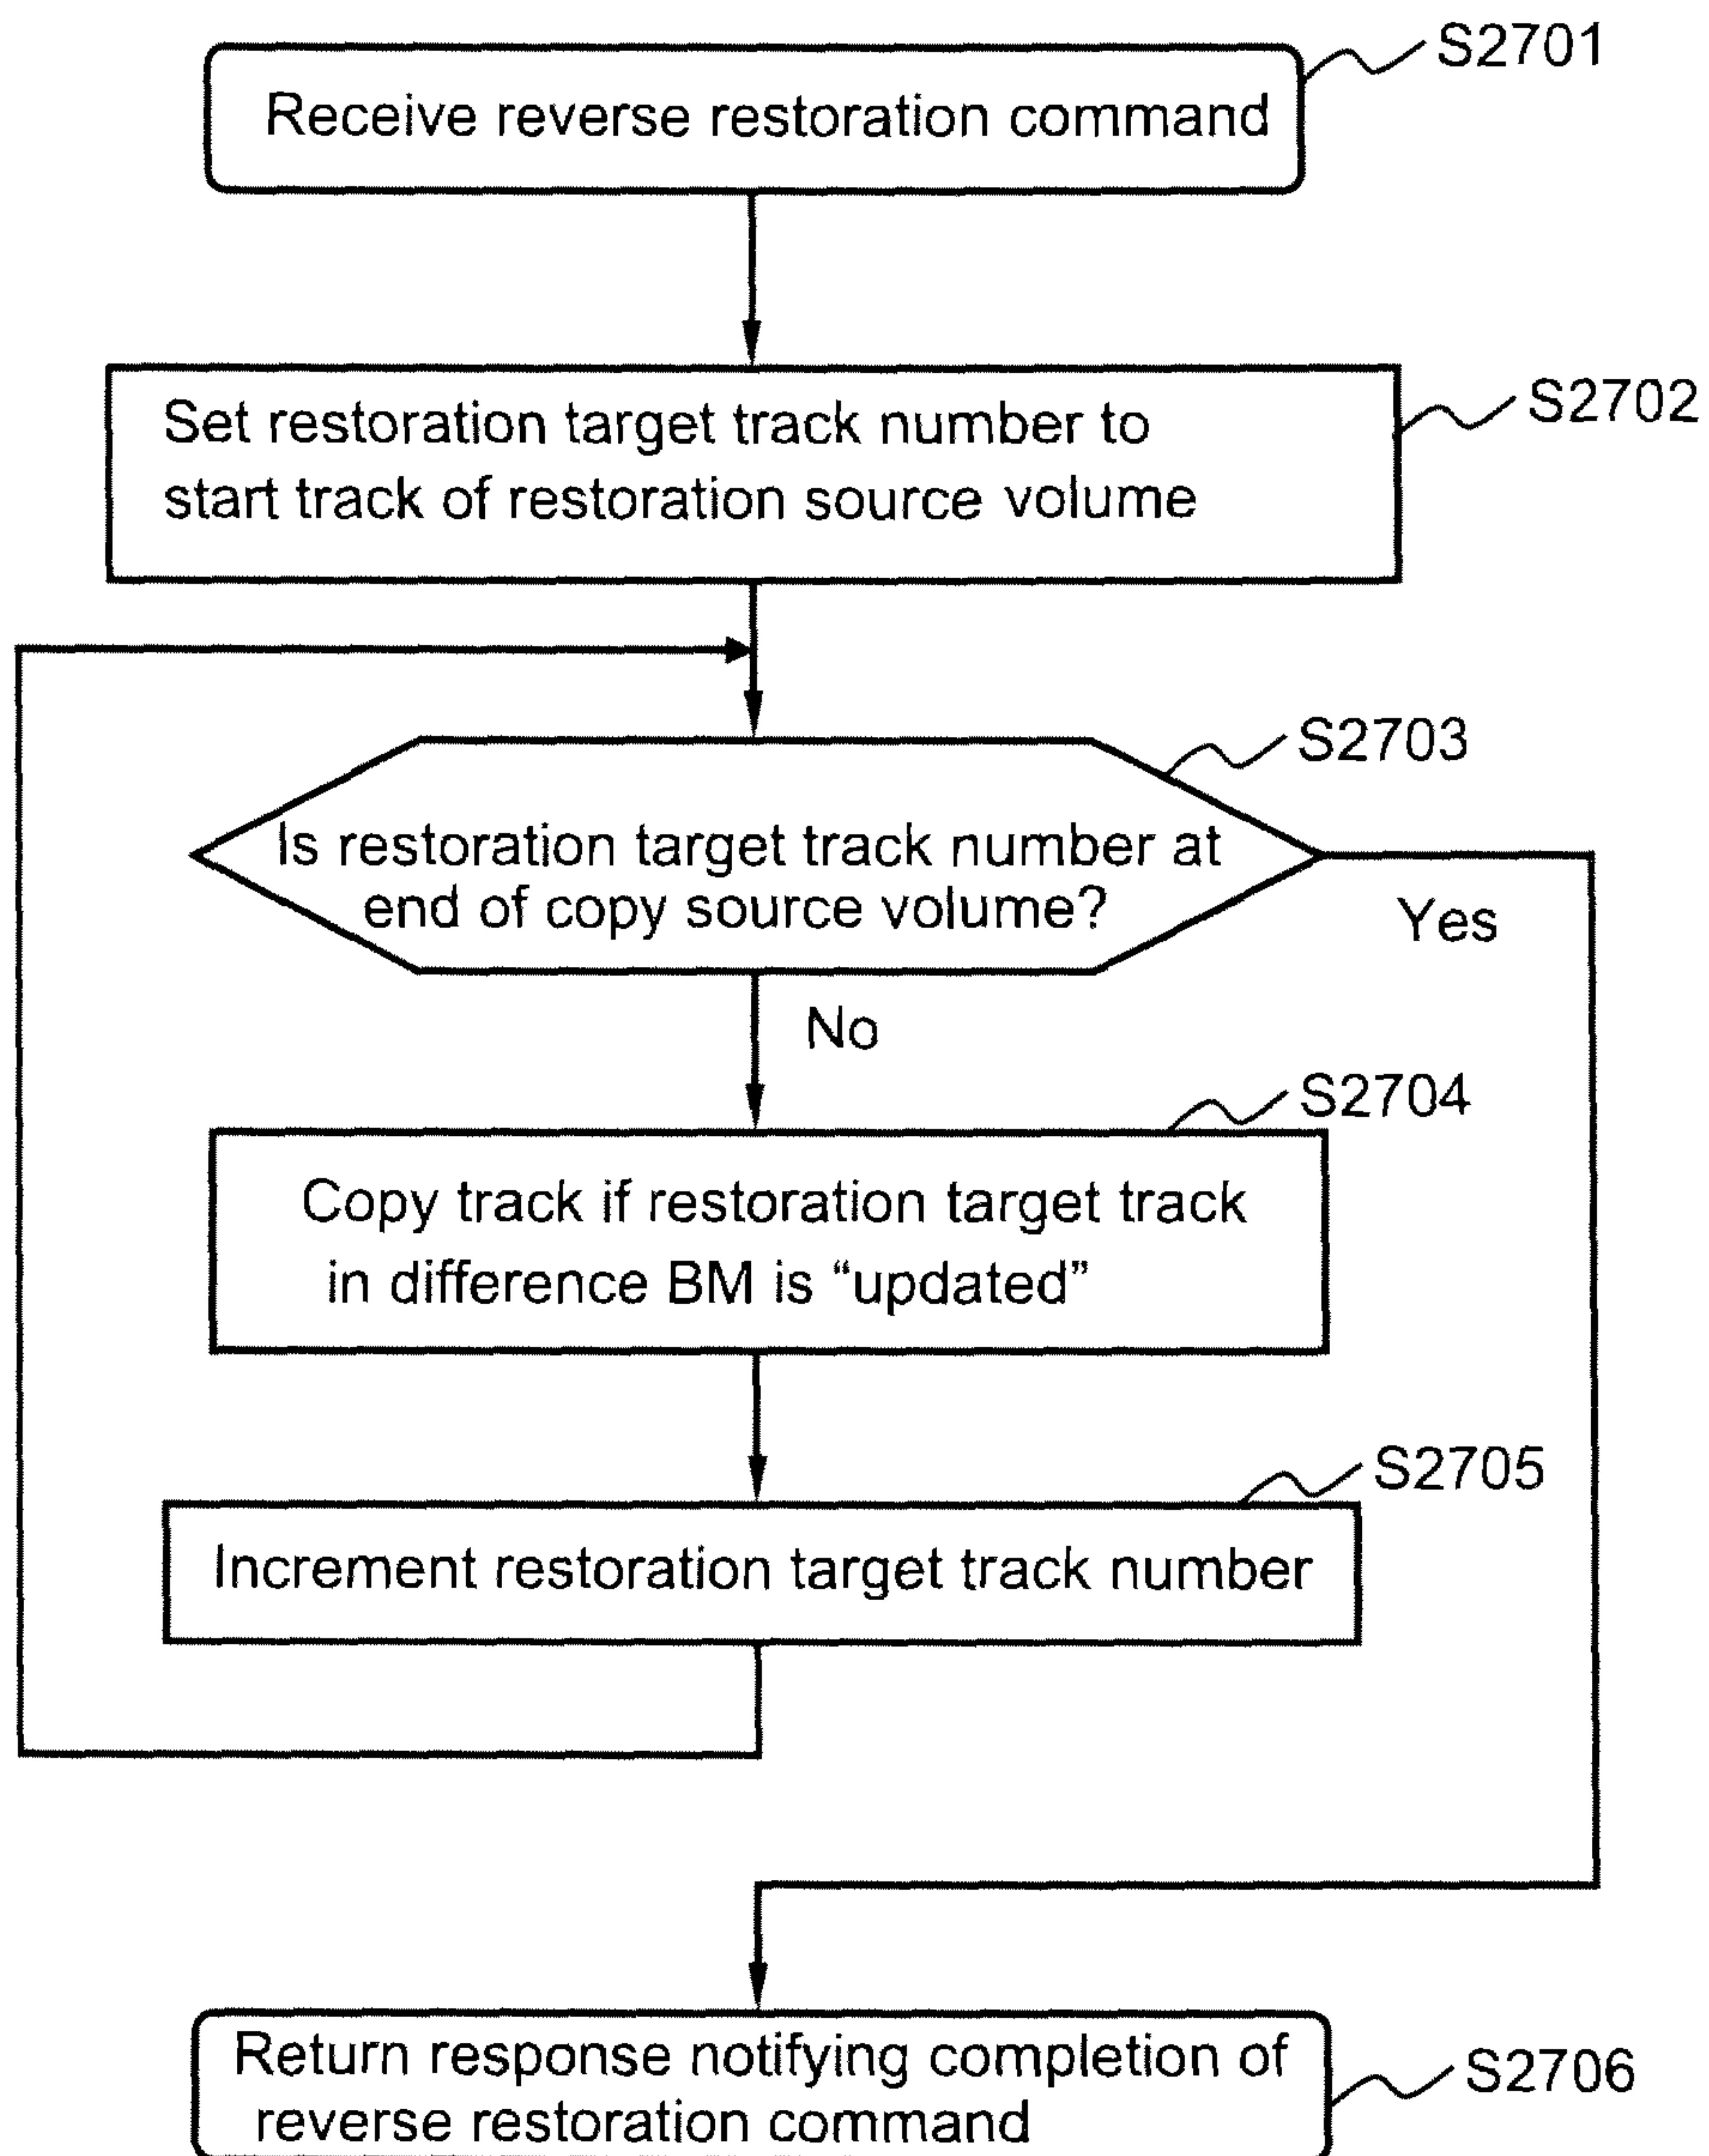 S2701
Receive reverse restoration command
S2702
Set restoration target track number to
start track of restoration source volume
S2703
Is restoration target track number at
end of copy source volume?
Yes
No
S2704
Copy track if restoration target track
in difference BM is “updated”
S2705
Increment restoration target track number
Return response notifying completion of
reverse restoration command
S2706